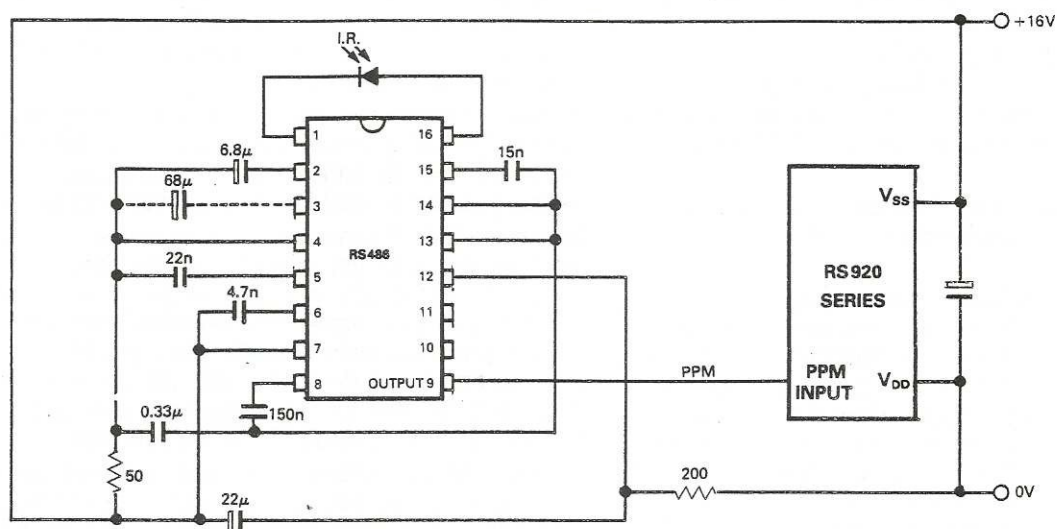 +16V
I.R.
1
16
6.8μ
2
15
15n
68μ
3
14
VSS
4
13
RS486
22n
5
12
RS920
SERIES
4.7n
6
11
7
10
8
OUTPUT 9
PPM
PPM
INPUT
VDD
150n
0.33μ
50
200
0V
22μ